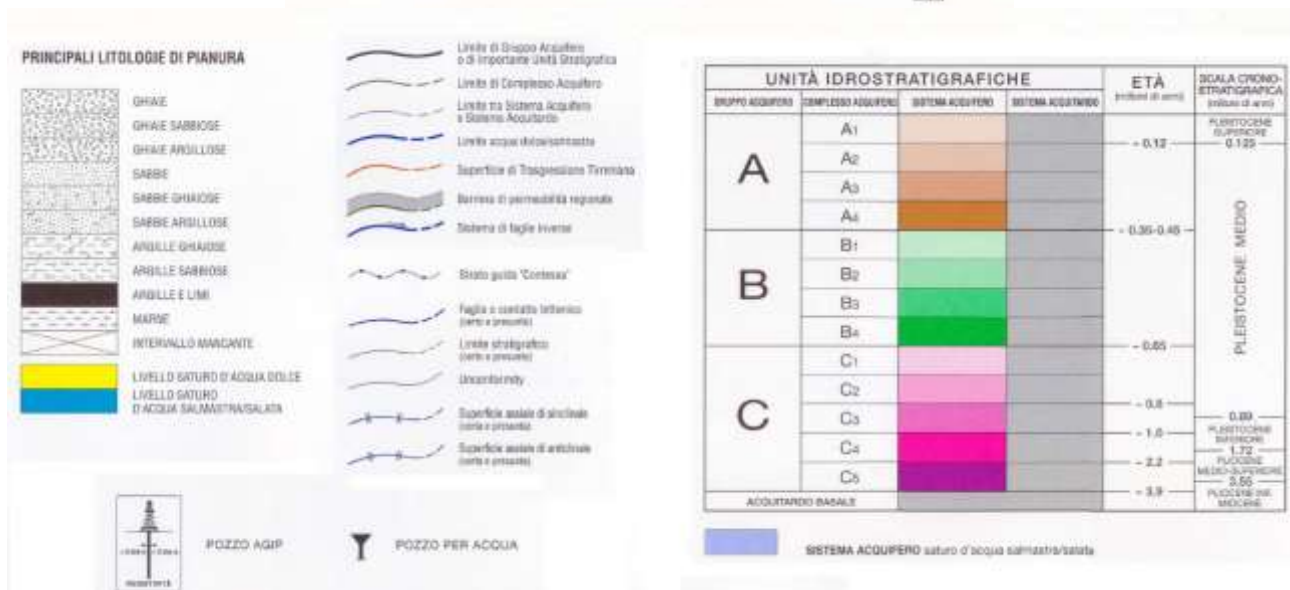 PRINCIPALI LITOLOGIE DI PIANURA
GHIAIE
GHIAIE SABBIOSE
GHIAIE ARGILLOSE
SABBIE
SABBIE GHIAIOSE
SABBIE ARGILLOSE
ARGILLE GHIAIOSE
ARGILLE SABBIOSE
ARGILLE E LIMI
MARNE
INTERVALLO MANCANTE
LIVELLO SATURO D'ACQUA DOLCE
LIVELLO SATURO
D'ACQUA SALMASTRA/SALATA
Limite di Gruppo Acquifero
o di importante Unità Stratigrafica
Limite di Complesso Acquifero
Limite tra Sistema Acquifero
e Sistema Acquitardo
Limite acqua dolce/salmastra
Superficie di Trasgressione Tirreniana
Barriera di permeabilità regionale
Sistema di faglie inverse
Strato guida "Contessa"
Faglia o contatto tettonico
(certo e presunto)
Limite stratigrafico
(certo e presunto)
Unconformity
Superficie assiale di sinclinale
(certa e presunta)
Superficie assiale di anticlinale
(certa e presunta)
POZZO AGIP
POZZO PER ACQUA
UNITÀ IDROSTRATIGRAFICHE
ETÀ
(milioni di anni)
SCALA CRONO-
STRATIGRAFICA
(milioni di anni)
GRUPPO ACQUIFERO
COMPLESSO ACQUIFERO
SISTEMA ACQUIFERO
SISTEMA ACQUITARDO
A
A1
A2
A3
A4
B
B1
B2
B3
B4
C
C1
C2
C3
C4
C5
ACQUITARDO BASALE
~ 0.12
~ 0.35-0.45
~ 0.65
~ 0.8
~ 1.0
~ 2.2
~ 3.9
PLEISTOCENE
SUPERIORE
0.125
PLEISTOCENE MEDIO
0.89
PLEISTOCENE
INFERIORE
1.72
PLIOCENE
MEDIO-SUPERIORE
3.55
PLIOCENE INF.
MIOCENE
SISTEMA ACQUIFERO saturo d'acqua salmastra/salata